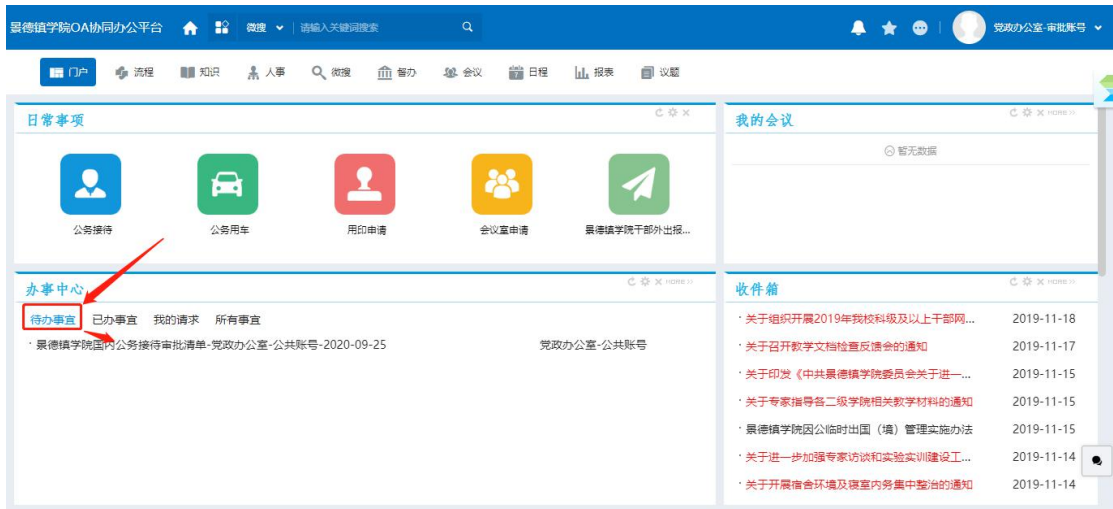 景德镇学院OA协同办公平台 微搜 请输入关键词搜索 党政办公室-审批账号
门户 流程 知识 人事 微搜 督办 会议 日程 报表 议题
日常事项
公务接待 公务用车 用印申请 会议室申请 景德镇学院干部外出报...
我的会议 MORE>>
暂无数据
办事中心 MORE>>
待办事宜 已办事宜 我的请求 所有事宜
景德镇学院国内公务接待审批清单-党政办公室-公共账号-2020-09-25 党政办公室-公共账号
收件箱 MORE>>
关于组织开展2019年我校科级及以上干部网... 2019-11-18
关于召开教学文档检查反馈会的通知 2019-11-17
关于印发《中共景德镇学院委员会关于进一... 2019-11-15
关于专家指导各二级学院相关教学材料的通知 2019-11-15
景德镇学院因公临时出国（境）管理实施办法 2019-11-15
关于进一步加强专家访谈和实验实训建设工... 2019-11-14
关于开展宿舍环境及寝室内务集中整治的通知 2019-11-14